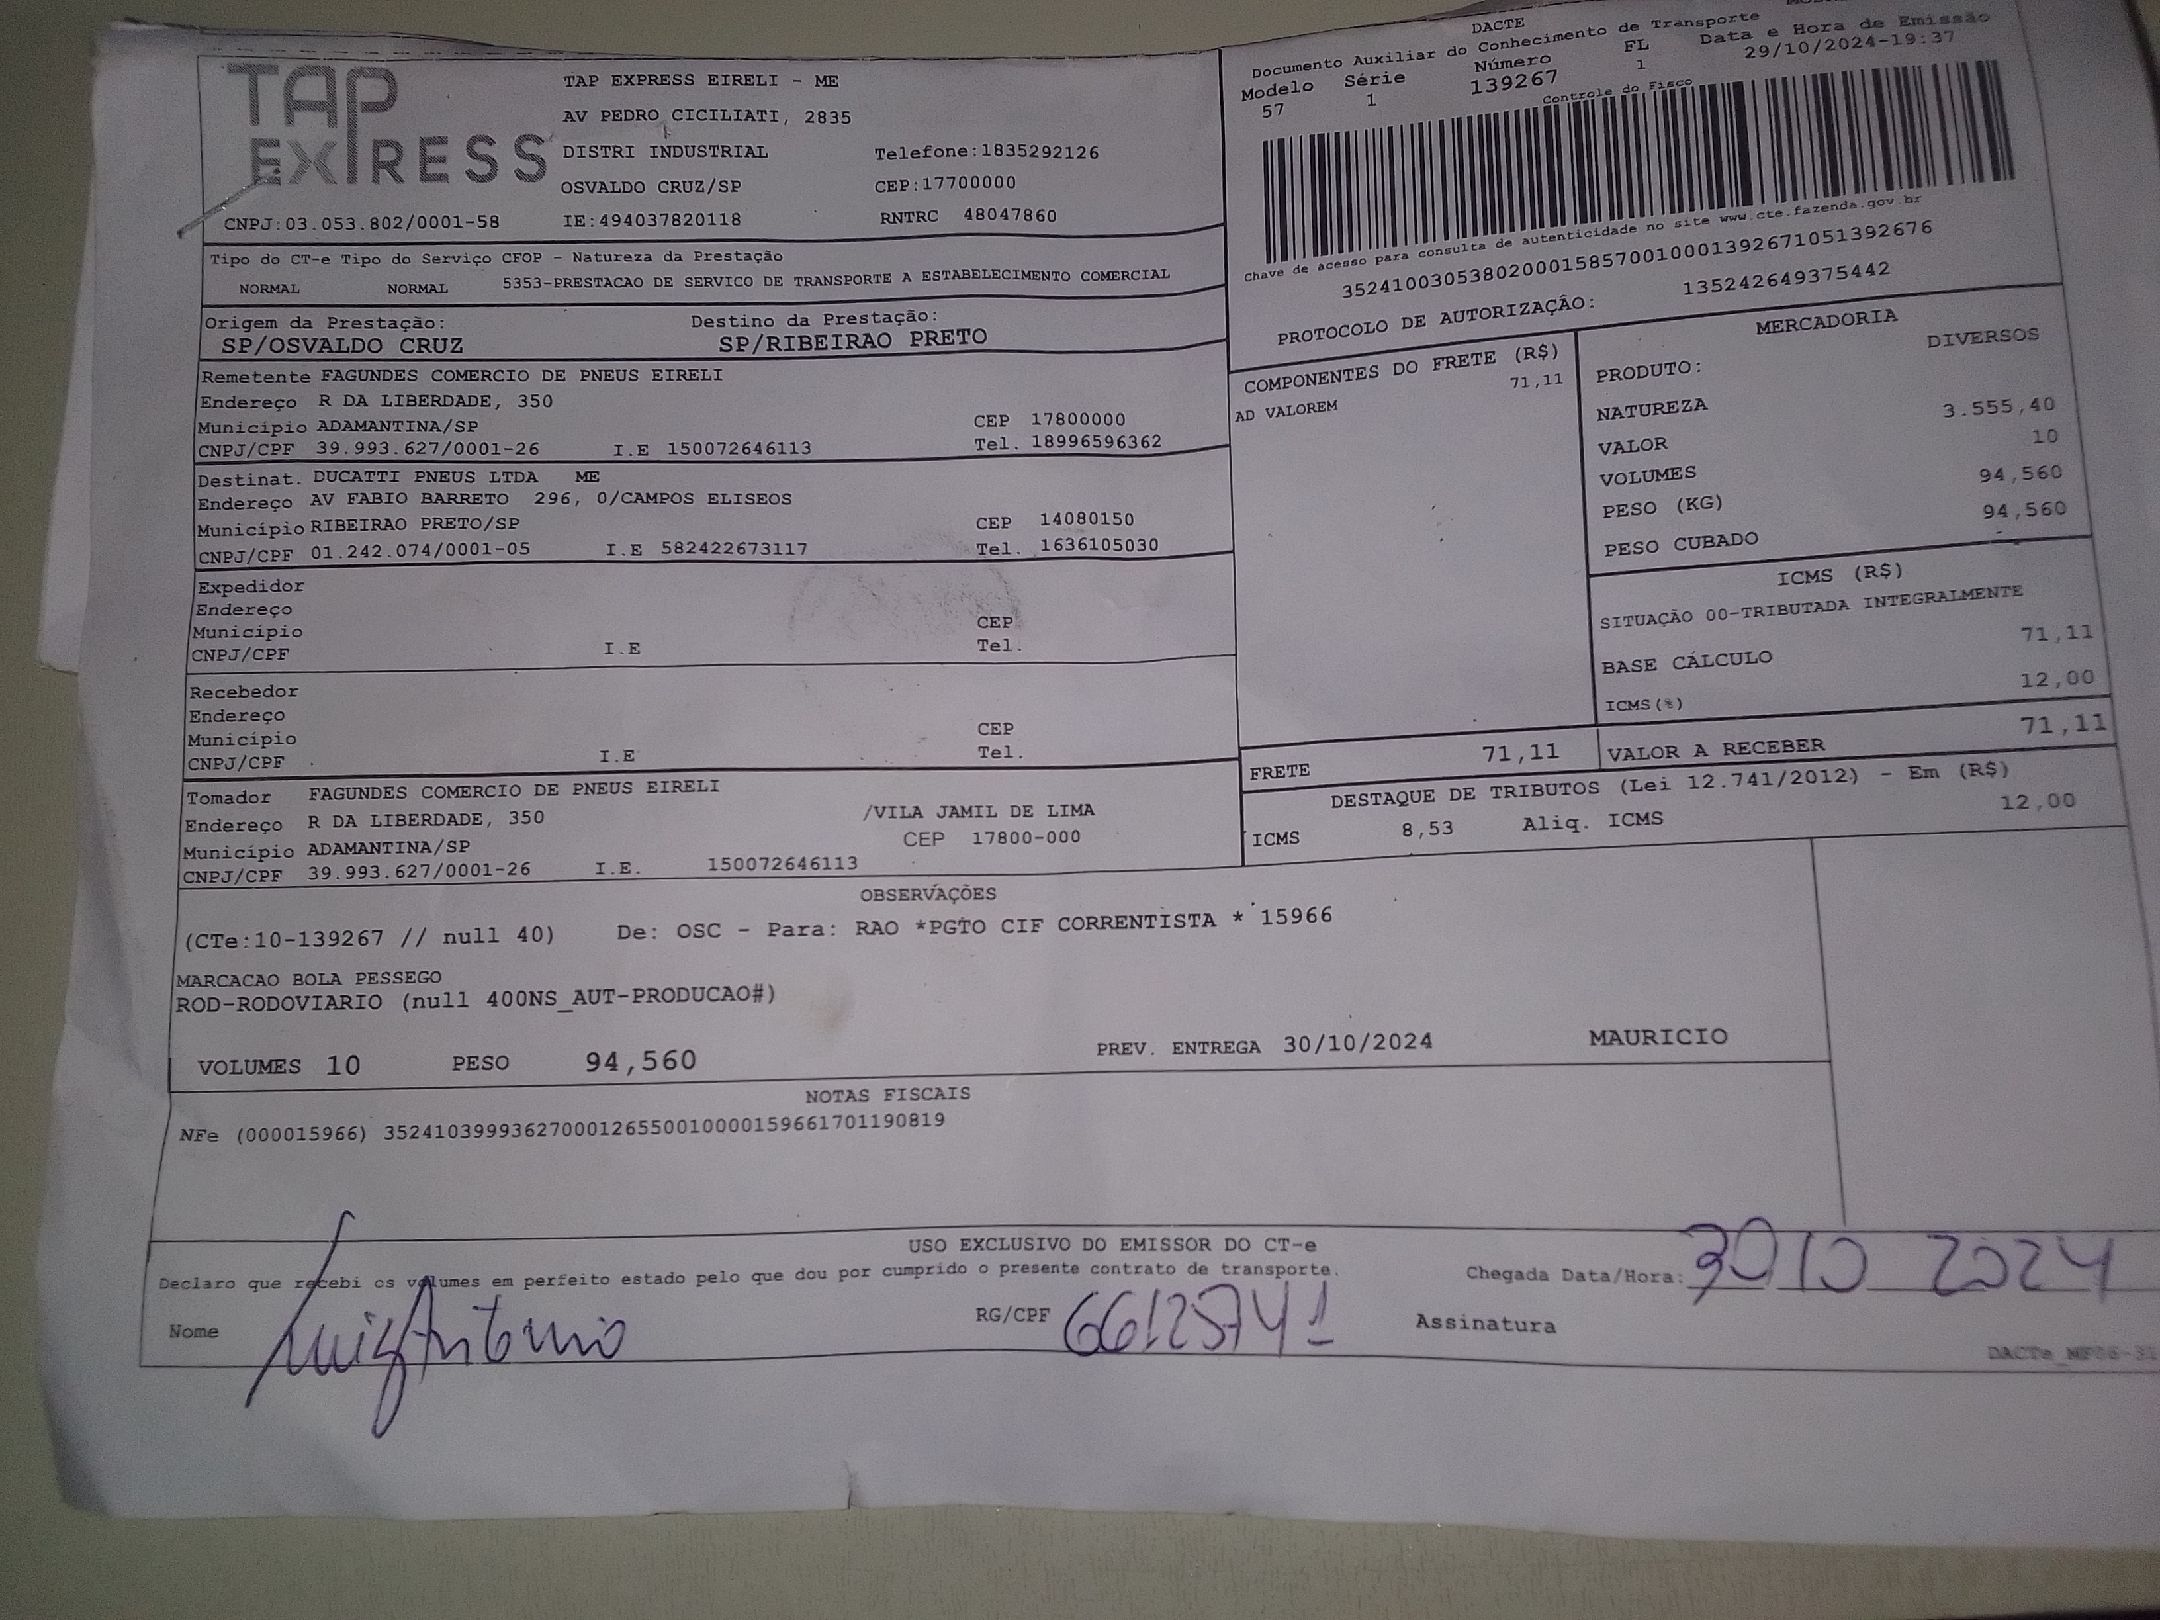 TAP EXPRESS
TAP EXPRESS EIRELI - ME
AV PEDRO CICILIATI, 2835
DISTRI INDUSTRIAL Telefone:1835292126
OSVALDO CRUZ/SP CEP:17700000
CNPJ:03.053.802/0001-58 IE:494037820118 RNTRC 48047860
DACTE
Documento Auxiliar do Conhecimento de Transporte
Modelo Série Número FL Data e Hora de Emissão
57 1 139267 1 29/10/2024-19:37
Controle do Fisco
Chave de acesso para consulta de autenticidade no site www.cte.fazenda.gov.br
35241003053802000158570010001392671051392676
PROTOCOLO DE AUTORIZAÇÃO: 135242649375442
Tipo do CT-e Tipo do Serviço CFOP - Natureza da Prestação
NORMAL NORMAL 5353-PRESTACAO DE SERVICO DE TRANSPORTE A ESTABELECIMENTO COMERCIAL
Origem da Prestação: Destino da Prestação:
SP/OSVALDO CRUZ SP/RIBEIRAO PRETO
Remetente FAGUNDES COMERCIO DE PNEUS EIRELI
Endereço R DA LIBERDADE, 350
Município ADAMANTINA/SP CEP 17800000
CNPJ/CPF 39.993.627/0001-26 I.E 150072646113 Tel. 18996596362
Destinat. DUCATTI PNEUS LTDA ME
Endereço AV FABIO BARRETO 296, 0/CAMPOS ELISEOS
Município RIBEIRAO PRETO/SP CEP 14080150
CNPJ/CPF 01.242.074/0001-05 I.E 582422673117 Tel. 1636105030
Expedidor
Endereço
Município CEP
CNPJ/CPF I.E Tel.
Recebedor
Endereço
Município CEP
CNPJ/CPF I.E Tel.
Tomador FAGUNDES COMERCIO DE PNEUS EIRELI
Endereço R DA LIBERDADE, 350 /VILA JAMIL DE LIMA
Município ADAMANTINA/SP CEP 17800-000
CNPJ/CPF 39.993.627/0001-26 I.E. 150072646113
COMPONENTES DO FRETE (R$)
AD VALOREM 71,11
MERCADORIA
PRODUTO: DIVERSOS
NATUREZA
VALOR 3.555,40
VOLUMES 10
PESO (KG) 94,560
PESO CUBADO 94,560
ICMS (R$)
SITUAÇÃO 00-TRIBUTADA INTEGRALMENTE
BASE CÁLCULO 71,11
ICMS(%) 12,00
FRETE 71,11 VALOR A RECEBER 71,11
DESTAQUE DE TRIBUTOS (Lei 12.741/2012) - Em (R$)
ICMS 8,53 Aliq. ICMS 12,00
OBSERVAÇÕES
(CTe:10-139267 // null 40) De: OSC - Para: RAO *PGTO CIF CORRENTISTA * 15966
MARCACAO BOLA PESSEGO
ROD-RODOVIARIO (null 400NS_AUT-PRODUCAO#)
VOLUMES 10 PESO 94,560 PREV. ENTREGA 30/10/2024 MAURICIO
NOTAS FISCAIS
NFe (000015966) 35241039993627000126550010000159661701190819
USO EXCLUSIVO DO EMISSOR DO CT-e
Declaro que recebi os volumes em perfeito estado pelo que dou por cumprido o presente contrato de transporte. Chegada Data/Hora: 30 10 2024
Nome Luiz Antonio RG/CPF 66125741 Assinatura